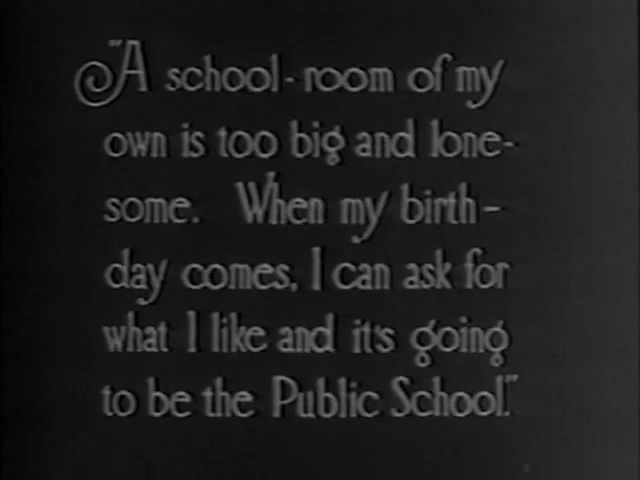 "A school-room of my
own is too big and lone-
some. When my birth-
day comes, I can ask for
what I like and it's going
to be the Public School."